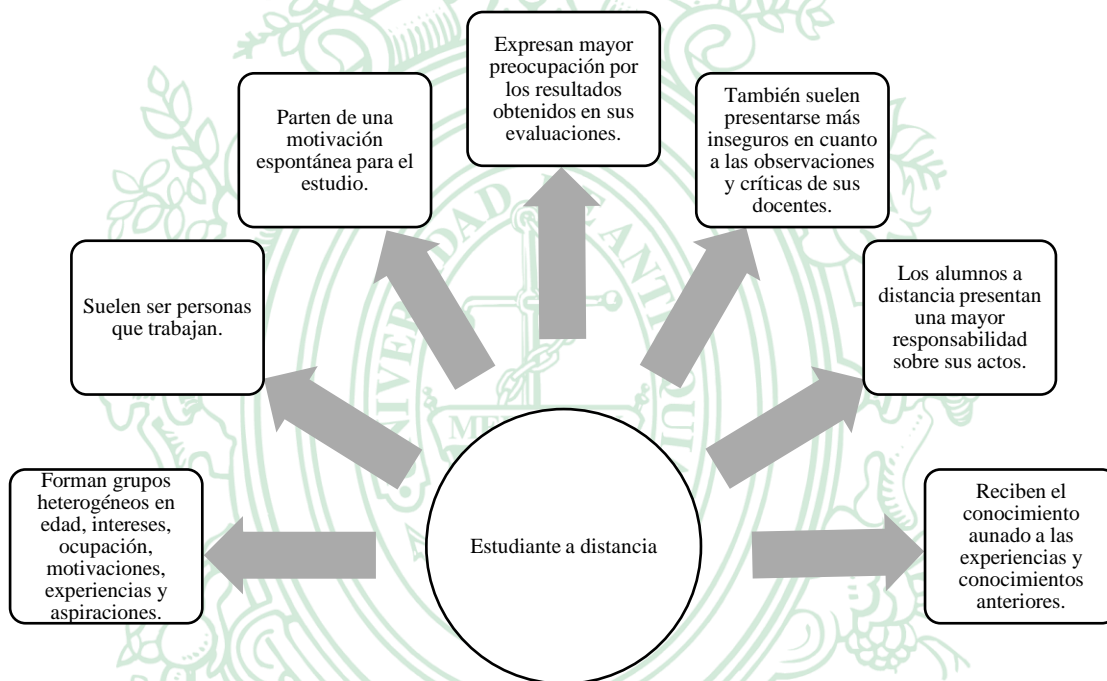 Expresan mayor
preocupación por
los resultados
obtenidos en sus
evaluaciones.
Parten de una
motivación
espontánea para el
estudio.
También suelen
presentarse más
inseguros en cuanto
a las observaciones
y críticas de sus
docentes.
Suelen ser personas
que trabajan.
Los alumnos a
distancia presentan
una mayor
responsabilidad
sobre sus actos.
Forman grupos
heterogéneos en
edad, intereses,
ocupación,
motivaciones,
experiencias y
aspiraciones.
Estudiante a distancia
Reciben el
conocimiento
aunado a las
experiencias y
conocimientos
anteriores.